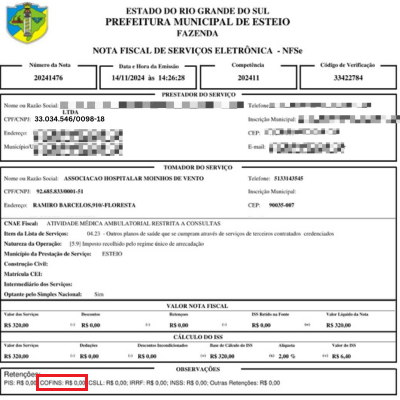 ESTADO DO RIO GRANDE DO SUL
PREFEITURA MUNICIPAL DE ESTEIO
FAZENDA
NOTA FISCAL DE SERVIÇOS ELETRÔNICA - NFSe
Número da Nota Data e Hora da Emissão Competência Código de Verificação
20241476 14/11/2024 às 14:26:28 202411 33422784
PRESTADOR DO SERVIÇO
Nome ou Razão Social: Telefone:
LTDA
CPF/CNPJ: 33.034.546/0098-18 Inscrição Municipal:
Endereço: CEP:
Município/U E-mail:
TOMADOR DO SERVIÇO
Nome ou Razão Social: ASSOCIACAO HOSPITALAR MOINHOS DE VENTO Telefone: 5133143545
CPF/CNPJ: 92.685.833/0001-51 Inscrição Municipal:
Endereço: RAMIRO BARCELOS,910/-FLORESTA CEP: 90035-007
CNAE Fiscal: ATIVIDADE MÉDICA AMBULATORIAL RESTRITA A CONSULTAS
Item da Lista de Serviços: 04.23 - Outros planos de saúde que se cumpram através de serviços de terceiros contratados credenciados
Natureza da Operação: [5.9] Imposto recolhido pelo regime único de arrecadação
Município da Prestação de Serviço: ESTEIO
Construção Civil:
Matrícula CEI:
Intermediário dos Serviços:
Optante pelo Simples Nacional: Sim
VALOR NOTA FISCAL
Valor dos Serviços Descontos Retenções ISS Retido na Fonte Valor Líquido da Nota
R$ 320,00 (-) R$ 0,00 (-) R$ 0,00 (-) R$ 0,00 (=) R$ 320,00
CÁLCULO DO ISS
Valor dos Serviços Deduções Descontos Incondicionados Base de Cálculo do ISS Alíquota Valor do ISS
R$ 320,00 (-) R$ 0,00 (-) R$ 0,00 (=) R$ 320,00 (x) 2,00 % (=) R$ 6,40
OBSERVAÇÕES
Retenções:
PIS: R$ 0,00; COFINS: R$ 0,00; CSLL: R$ 0,00; IRRF: R$ 0,00; INSS: R$ 0,00; Outras Retenções: R$ 0,00